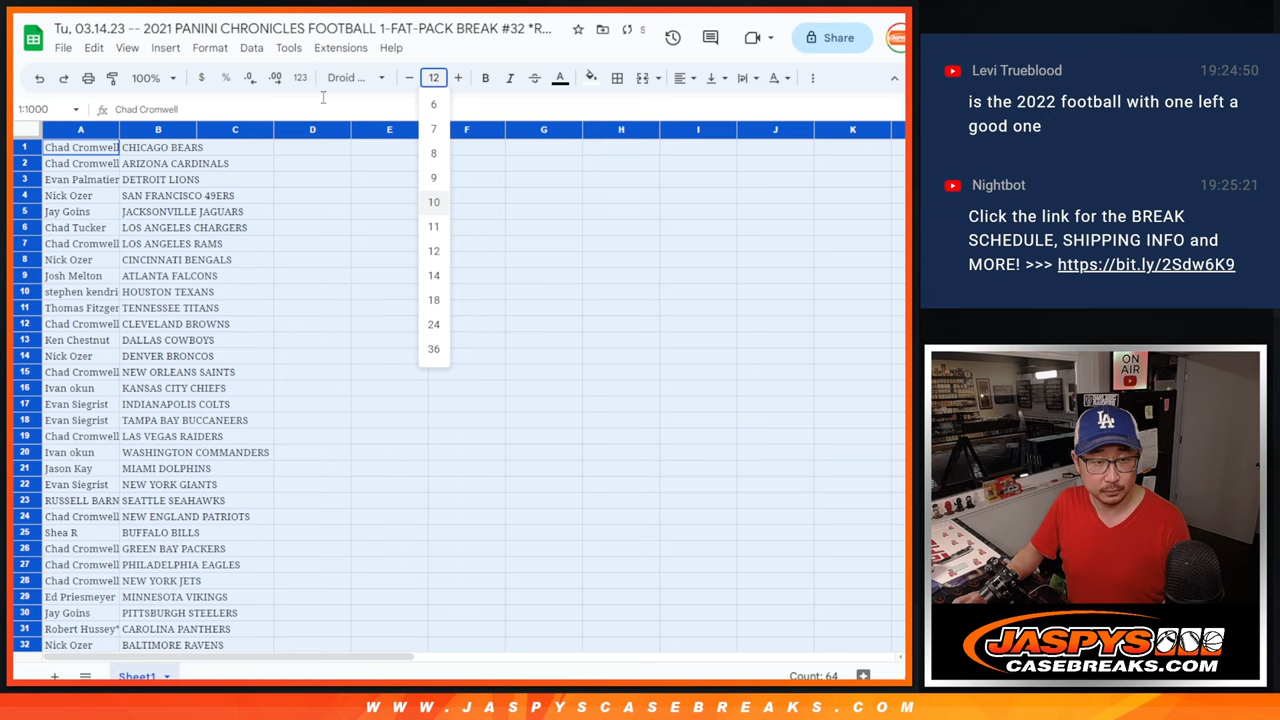 Tu, 03.14.23 -- 2021 PANINI CHRONICLES FOOTBALL 1-FAT-PACK BREAK #32 *R...
S
Share
File Edit View Insert Format Data Tools Extensions Help
100% $ % .0 .00 123 Droid ... − 12 + B I S A
1:1000 fx Chad Cromwell
A B C D E F G H I J K
1 Chad Cromwell CHICAGO BEARS
2 Chad Cromwell ARIZONA CARDINALS
3 Evan Palmatier DETROIT LIONS
4 Nick Ozer SAN FRANCISCO 49ERS
5 Jay Goins JACKSONVILLE JAGUARS
6 Chad Tucker LOS ANGELES CHARGERS
7 Chad Cromwell LOS ANGELES RAMS
8 Nick Ozer CINCINNATI BENGALS
9 Josh Melton ATLANTA FALCONS
10 stephen kendri HOUSTON TEXANS
11 Thomas Fitzger TENNESSEE TITANS
12 Chad Cromwell CLEVELAND BROWNS
13 Ken Chestnut DALLAS COWBOYS
14 Nick Ozer DENVER BRONCOS
15 Chad Cromwell NEW ORLEANS SAINTS
16 Ivan okun KANSAS CITY CHIEFS
17 Evan Siegrist INDIANAPOLIS COLTS
18 Evan Siegrist TAMPA BAY BUCCANEERS
19 Chad Cromwell LAS VEGAS RAIDERS
20 Ivan okun WASHINGTON COMMANDERS
21 Jason Kay MIAMI DOLPHINS
22 Evan Siegrist NEW YORK GIANTS
23 RUSSELL BARN SEATTLE SEAHAWKS
24 Chad Cromwell NEW ENGLAND PATRIOTS
25 Shea R BUFFALO BILLS
26 Chad Cromwell GREEN BAY PACKERS
27 Chad Cromwell PHILADELPHIA EAGLES
28 Chad Cromwell NEW YORK JETS
29 Ed Priesmeyer MINNESOTA VIKINGS
30 Jay Goins PITTSBURGH STEELERS
31 Robert Hussey* CAROLINA PANTHERS
32 Nick Ozer BALTIMORE RAVENS
6
7
8
9
10
11
12
14
18
24
36
+ Sheet1 Count: 64
Levi Trueblood 19:24:50
is the 2022 football with one left a
good one
Nightbot 19:25:21
Click the link for the BREAK
SCHEDULE, SHIPPING INFO and
MORE! >>> https://bit.ly/2Sdw6K9
ON
AIR
LA
JASPYS
CASEBREAKS.COM
WWW.JASPYSCASEBREAKS.COM